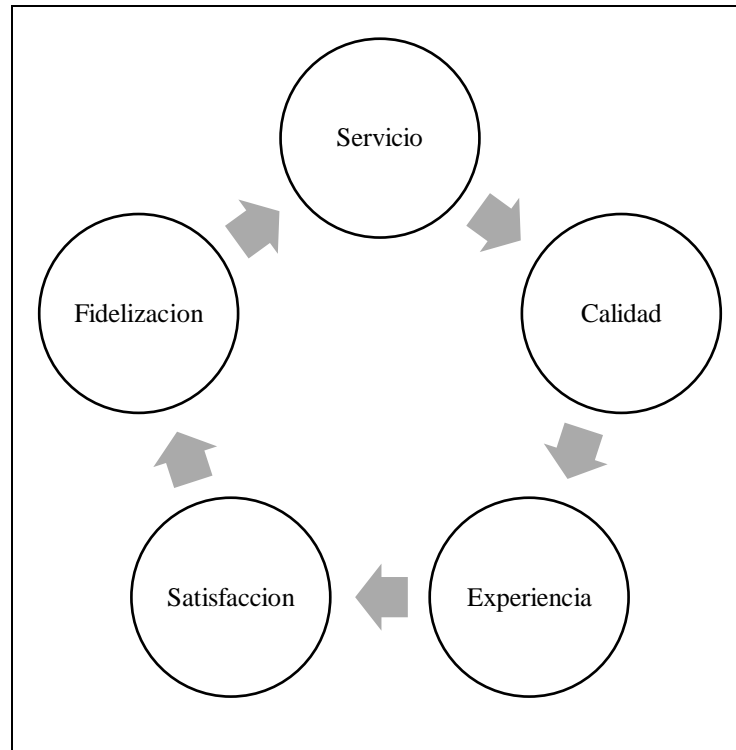 Servicio
Calidad
Experiencia
Satisfaccion
Fidelizacion